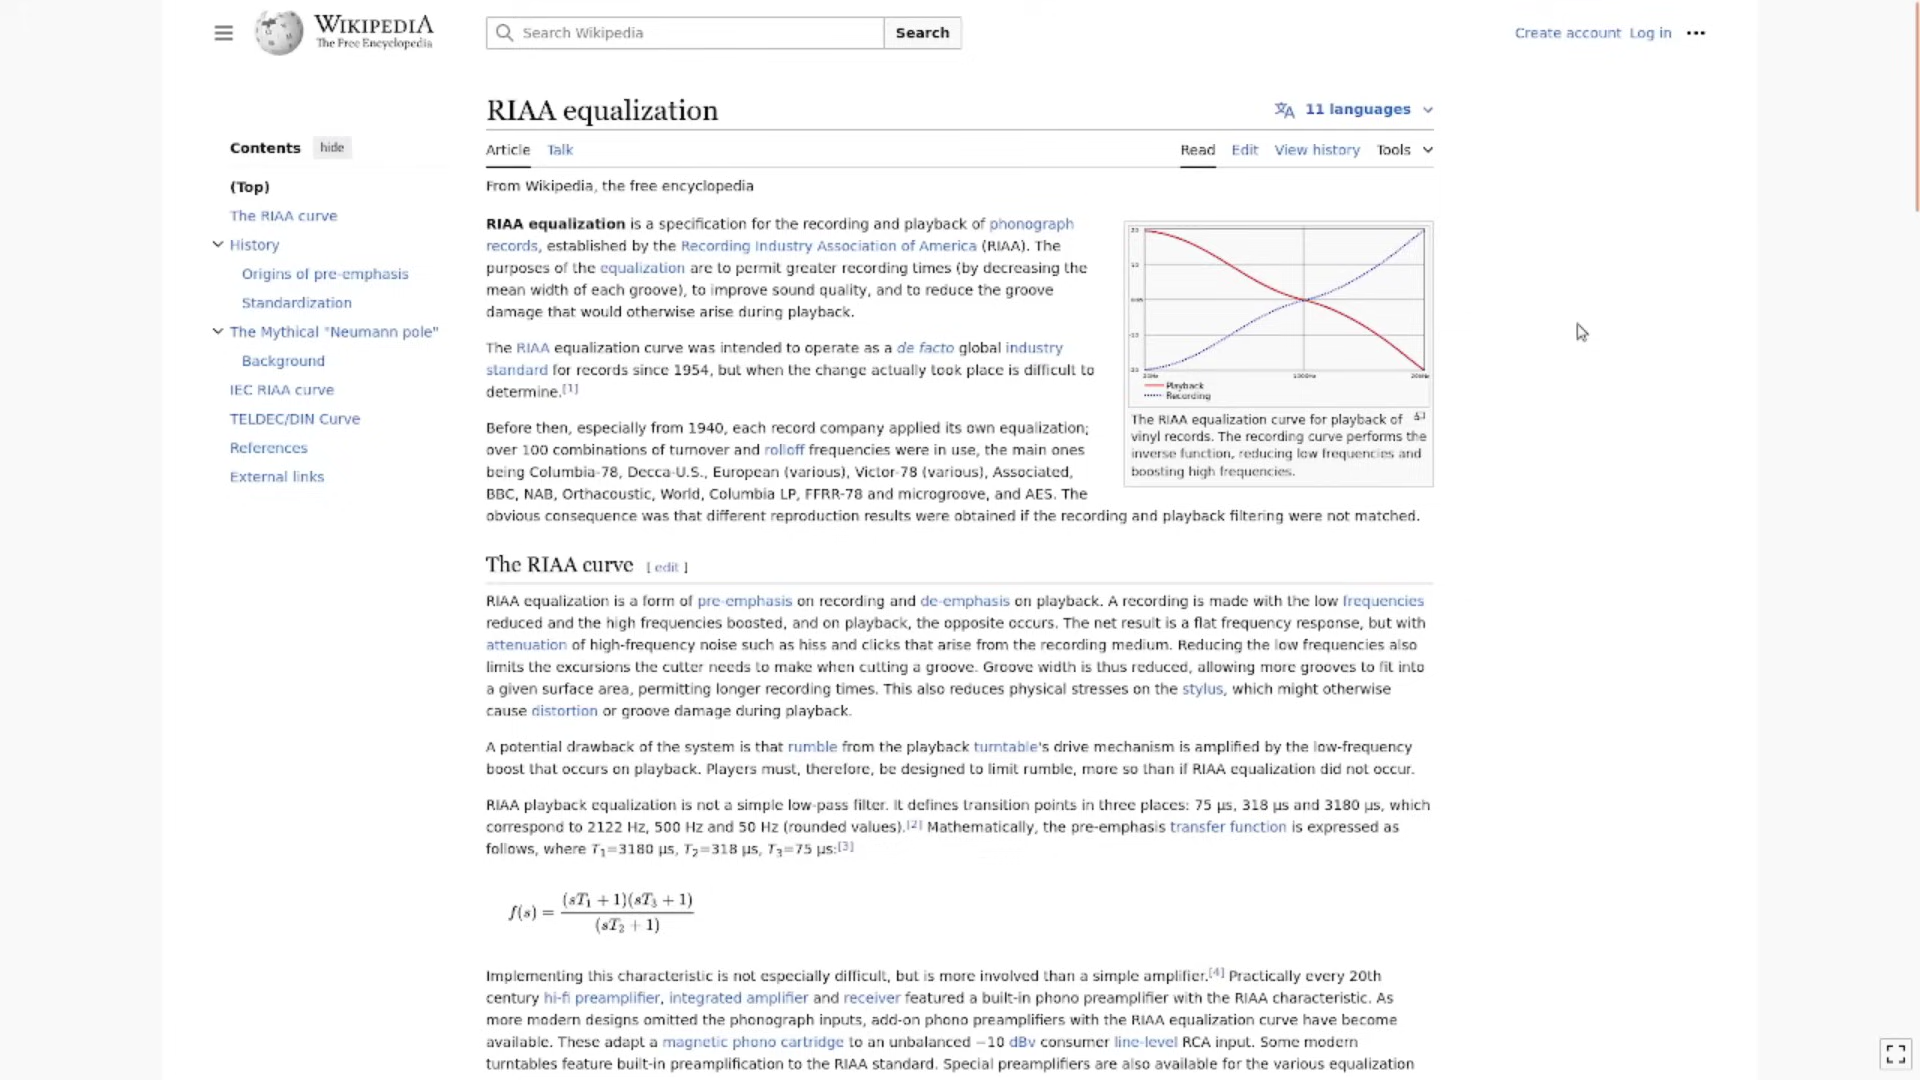 WIKIPEDIA
The Free Encyclopedia
Search Wikipedia
Search
Create account Log in
RIAA equalization
11 languages
Contents hide
Article Talk
Read Edit View history Tools
(Top)
The RIAA curve
History
Origins of pre-emphasis
Standardization
The Mythical "Neumann pole"
Background
IEC RIAA curve
TELDEC/DIN Curve
References
External links
From Wikipedia, the free encyclopedia
RIAA equalization is a specification for the recording and playback of phonograph
records, established by the Recording Industry Association of America (RIAA). The
purposes of the equalization are to permit greater recording times (by decreasing the
mean width of each groove), to improve sound quality, and to reduce the groove
damage that would otherwise arise during playback.
The RIAA equalization curve was intended to operate as a de facto global industry
standard for records since 1954, but when the change actually took place is difficult to
determine.[1]
Before then, especially from 1940, each record company applied its own equalization;
over 100 combinations of turnover and rolloff frequencies were in use, the main ones
being Columbia-78, Decca-U.S., European (various), Victor-78 (various), Associated,
BBC, NAB, Orthacoustic, World, Columbia LP, FFRR-78 and microgroove, and AES. The
obvious consequence was that different reproduction results were obtained if the recording and playback filtering were not matched.
Playback
Recording
The RIAA equalization curve for playback of
vinyl records. The recording curve performs the
inverse function, reducing low frequencies and
boosting high frequencies.
The RIAA curve [ edit ]
RIAA equalization is a form of pre-emphasis on recording and de-emphasis on playback. A recording is made with the low frequencies
reduced and the high frequencies boosted, and on playback, the opposite occurs. The net result is a flat frequency response, but with
attenuation of high-frequency noise such as hiss and clicks that arise from the recording medium. Reducing the low frequencies also
limits the excursions the cutter needs to make when cutting a groove. Groove width is thus reduced, allowing more grooves to fit into
a given surface area, permitting longer recording times. This also reduces physical stresses on the stylus, which might otherwise
cause distortion or groove damage during playback.
A potential drawback of the system is that rumble from the playback turntable's drive mechanism is amplified by the low-frequency
boost that occurs on playback. Players must, therefore, be designed to limit rumble, more so than if RIAA equalization did not occur.
RIAA playback equalization is not a simple low-pass filter. It defines transition points in three places: 75 μs, 318 μs and 3180 μs, which
correspond to 2122 Hz, 500 Hz and 50 Hz (rounded values).[2] Mathematically, the pre-emphasis transfer function is expressed as
follows, where T1=3180 μs, T2=318 μs, T3=75 μs:[3]
f(s) = (sT1 + 1)(sT3 + 1)
(sT2 + 1)
Implementing this characteristic is not especially difficult, but is more involved than a simple amplifier.[4] Practically every 20th
century hi-fi preamplifier, integrated amplifier and receiver featured a built-in phono preamplifier with the RIAA characteristic. As
more modern designs omitted the phonograph inputs, add-on phono preamplifiers with the RIAA equalization curve have become
available. These adapt a magnetic phono cartridge to an unbalanced −10 dBv consumer line-level RCA input. Some modern
turntables feature built-in preamplification to the RIAA standard. Special preamplifiers are also available for the various equalization